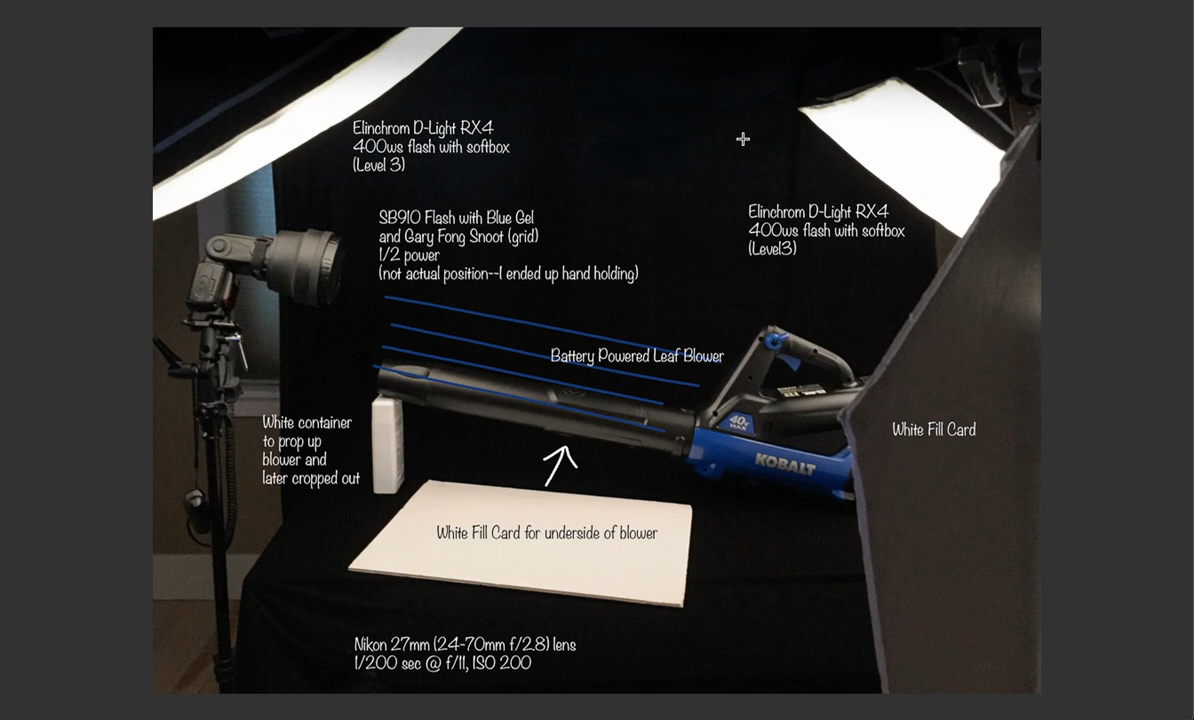 Elinchrom D-Light RX4
400ws flash with softbox
(Level 3)
SB910 Flash with Blue Gel
and Gary Fong Snoot (grid)
1/2 power
(not actual position--I ended up hand holding)
Elinchrom D-Light RX4
400ws flash with softbox
(Level3)
Battery Powered Leaf Blower
40V
MAX
KOBALT
White container
to prop up
blower and
later cropped out
White Fill Card
White Fill Card for underside of blower
Nikon 27mm (24-70mm f/2.8) lens
1/200 sec @ f/11, ISO 200